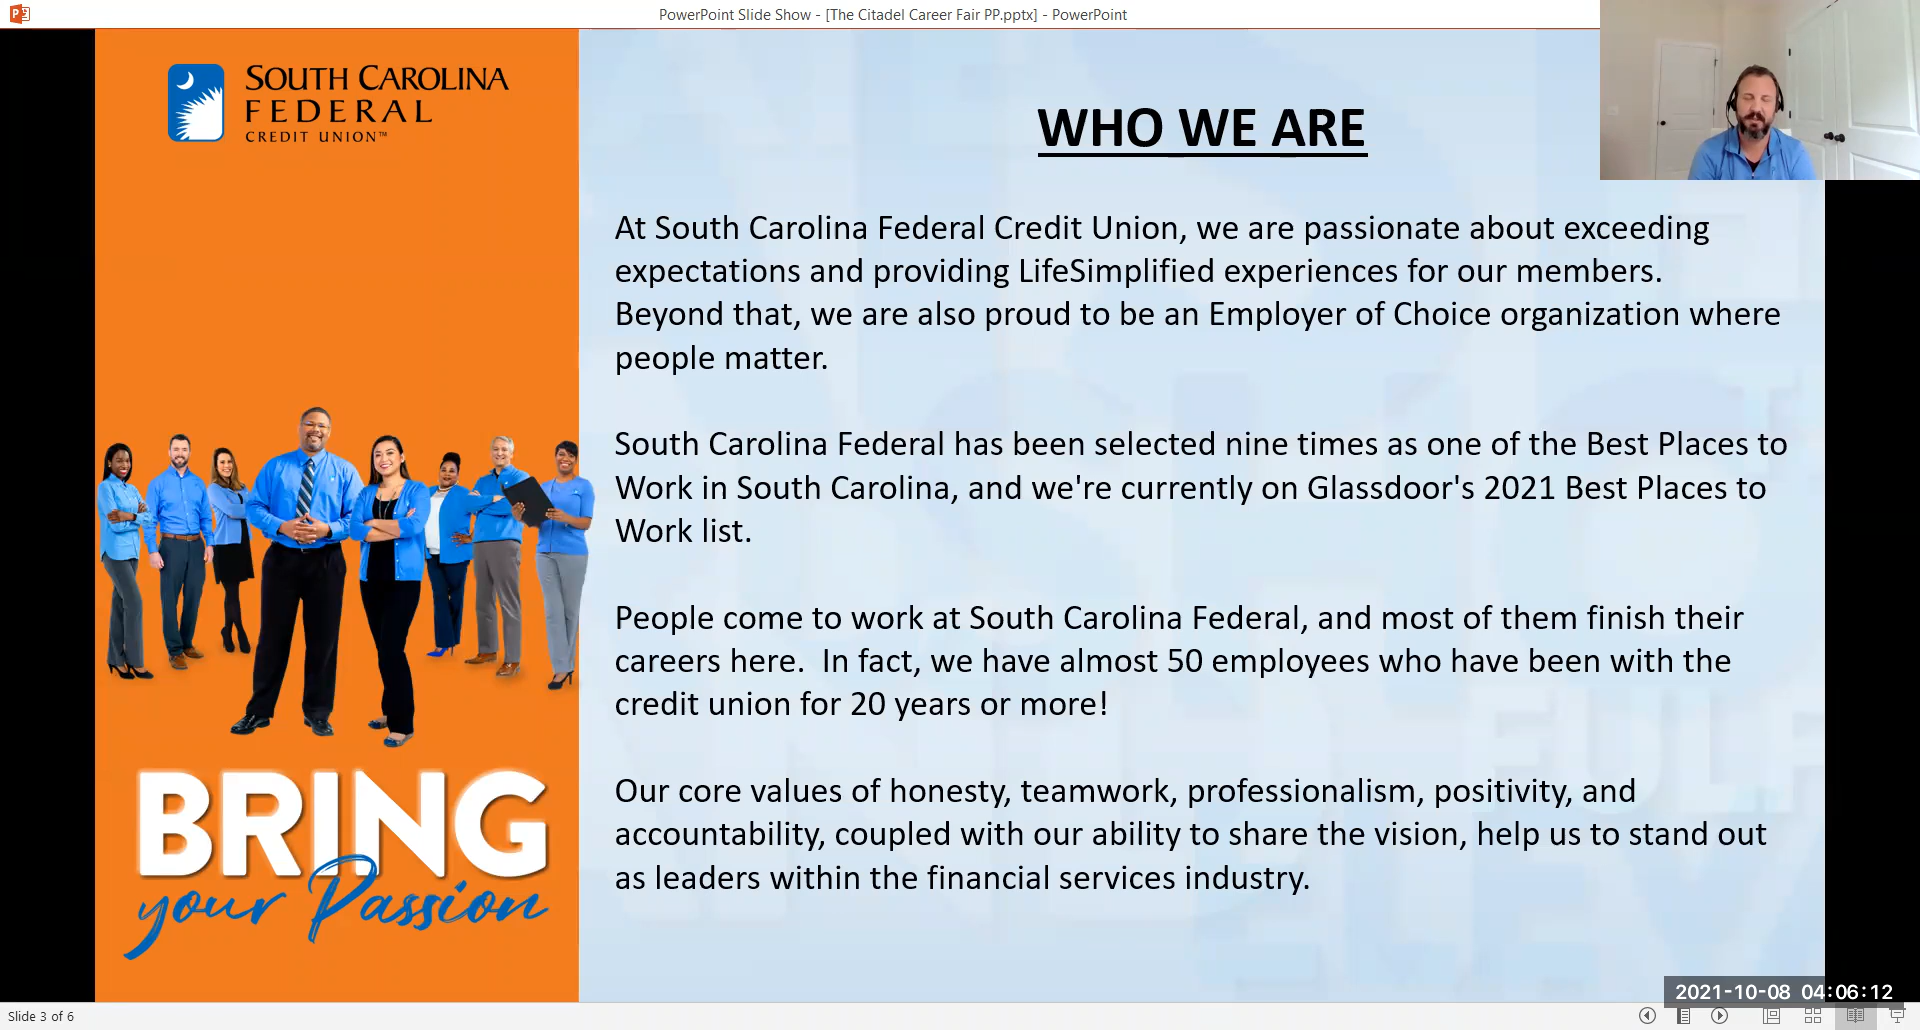 PowerPoint Slide Show - [The Citadel Career Fair PP.pptx] - PowerPoint
SOUTH CAROLINA
FEDERAL
CREDIT UNION™
WHO WE ARE
At South Carolina Federal Credit Union, we are passionate about exceeding
expectations and providing LifeSimplified experiences for our members.
Beyond that, we are also proud to be an Employer of Choice organization where
people matter.
South Carolina Federal has been selected nine times as one of the Best Places to
Work in South Carolina, and we're currently on Glassdoor's 2021 Best Places to
Work list.
People come to work at South Carolina Federal, and most of them finish their
careers here.  In fact, we have almost 50 employees who have been with the
credit union for 20 years or more!
Our core values of honesty, teamwork, professionalism, positivity, and
accountability, coupled with our ability to share the vision, help us to stand out
as leaders within the financial services industry.
BRING
your Passion
2021-10-08 04:06:12
Slide 3 of 6